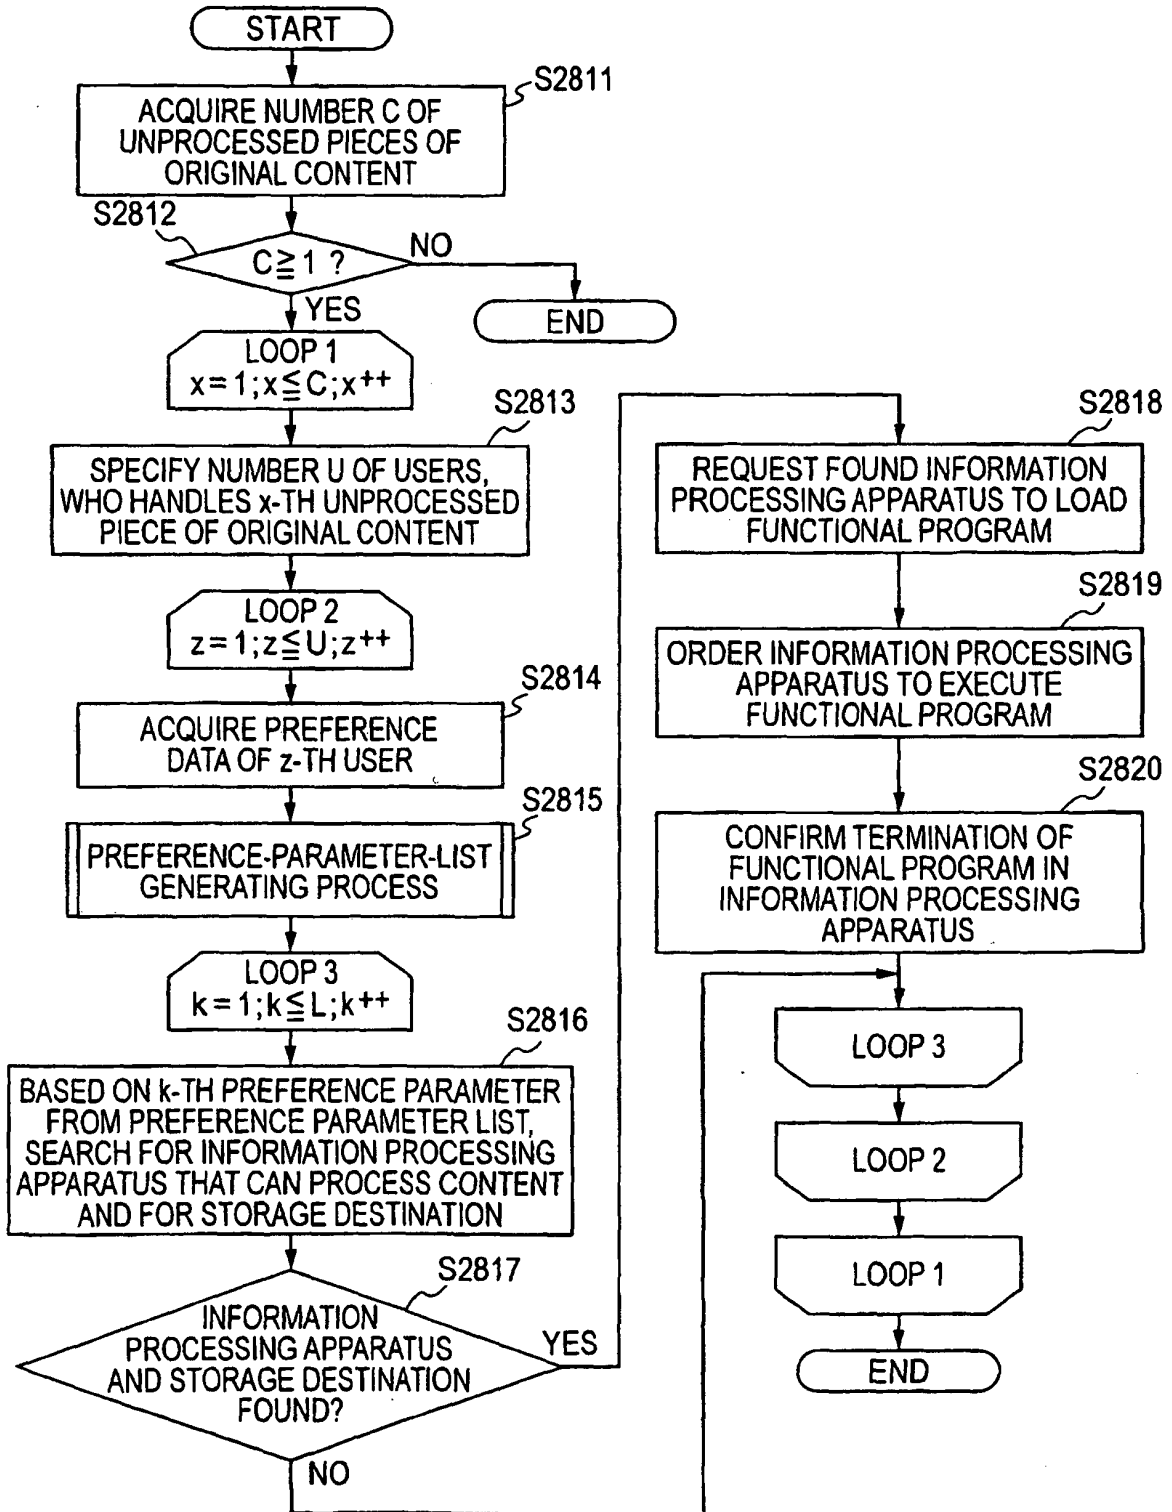 START
S2811
ACQUIRE NUMBER C OF
UNPROCESSED PIECES OF
ORIGINAL CONTENT
S2812
C≧1 ?
NO
END
YES
LOOP 1
x=1;x≦C;x++
S2813
SPECIFY NUMBER U OF USERS,
WHO HANDLES x-TH UNPROCESSED
PIECE OF ORIGINAL CONTENT
LOOP 2
z=1;z≦U;z++
S2814
ACQUIRE PREFERENCE
DATA OF z-TH USER
S2815
PREFERENCE-PARAMETER-LIST
GENERATING PROCESS
LOOP 3
k=1;k≦L;k++
S2816
BASED ON k-TH PREFERENCE PARAMETER
FROM PREFERENCE PARAMETER LIST,
SEARCH FOR INFORMATION PROCESSING
APPARATUS THAT CAN PROCESS CONTENT
AND FOR STORAGE DESTINATION
S2817
INFORMATION
PROCESSING APPARATUS
AND STORAGE DESTINATION
FOUND?
YES
NO
S2818
REQUEST FOUND INFORMATION
PROCESSING APPARATUS TO LOAD
FUNCTIONAL PROGRAM
S2819
ORDER INFORMATION PROCESSING
APPARATUS TO EXECUTE
FUNCTIONAL PROGRAM
S2820
CONFIRM TERMINATION OF
FUNCTIONAL PROGRAM IN
INFORMATION PROCESSING
APPARATUS
LOOP 3
LOOP 2
LOOP 1
END